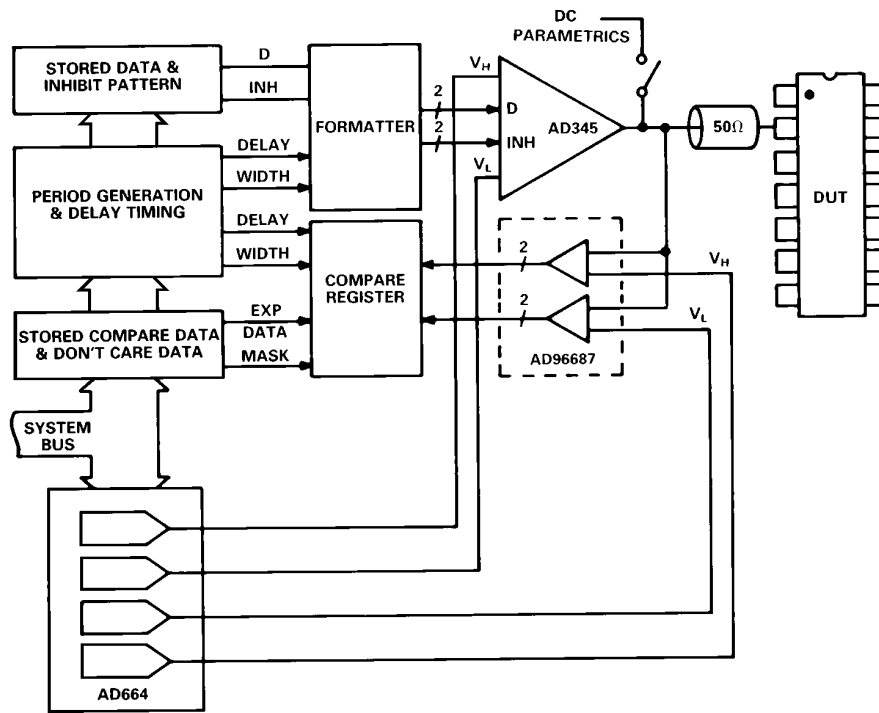 DC
PARAMETRICS
STORED DATA &
INHIBIT PATTERN
D
INH
FORMATTER
2
2
V_H
D
INH
AD345
V_L
50Ω
DUT
PERIOD GENERATION
& DELAY TIMING
DELAY
WIDTH
DELAY
WIDTH
COMPARE
REGISTER
2
2
V_H
V_L
AD96687
STORED COMPARE DATA
& DON'T CARE DATA
EXP
DATA
MASK
SYSTEM
BUS
AD664